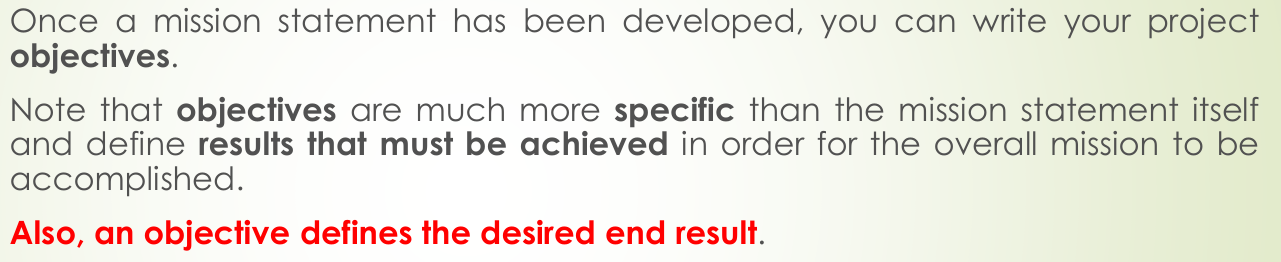 Once a mission statement has been developed, you can write your project
objectives.
Note that objectives are much more specific than the mission statement itself
and define results that must be achieved in order for the overall mission to be
accomplished.
Also, an objective defines the desired end result.